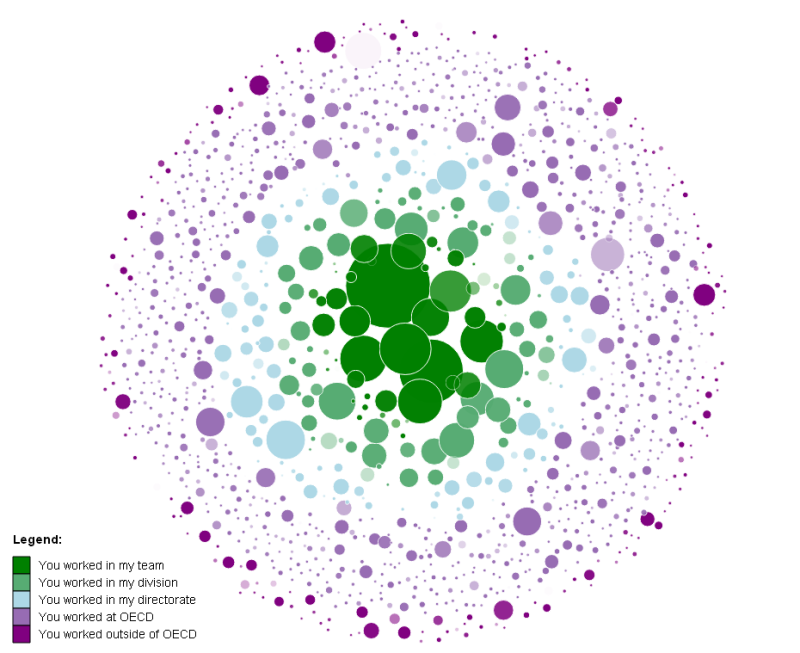 Legend:
You worked in my team
You worked in my division
You worked in my directorate
You worked at OECD
You worked outside of OECD